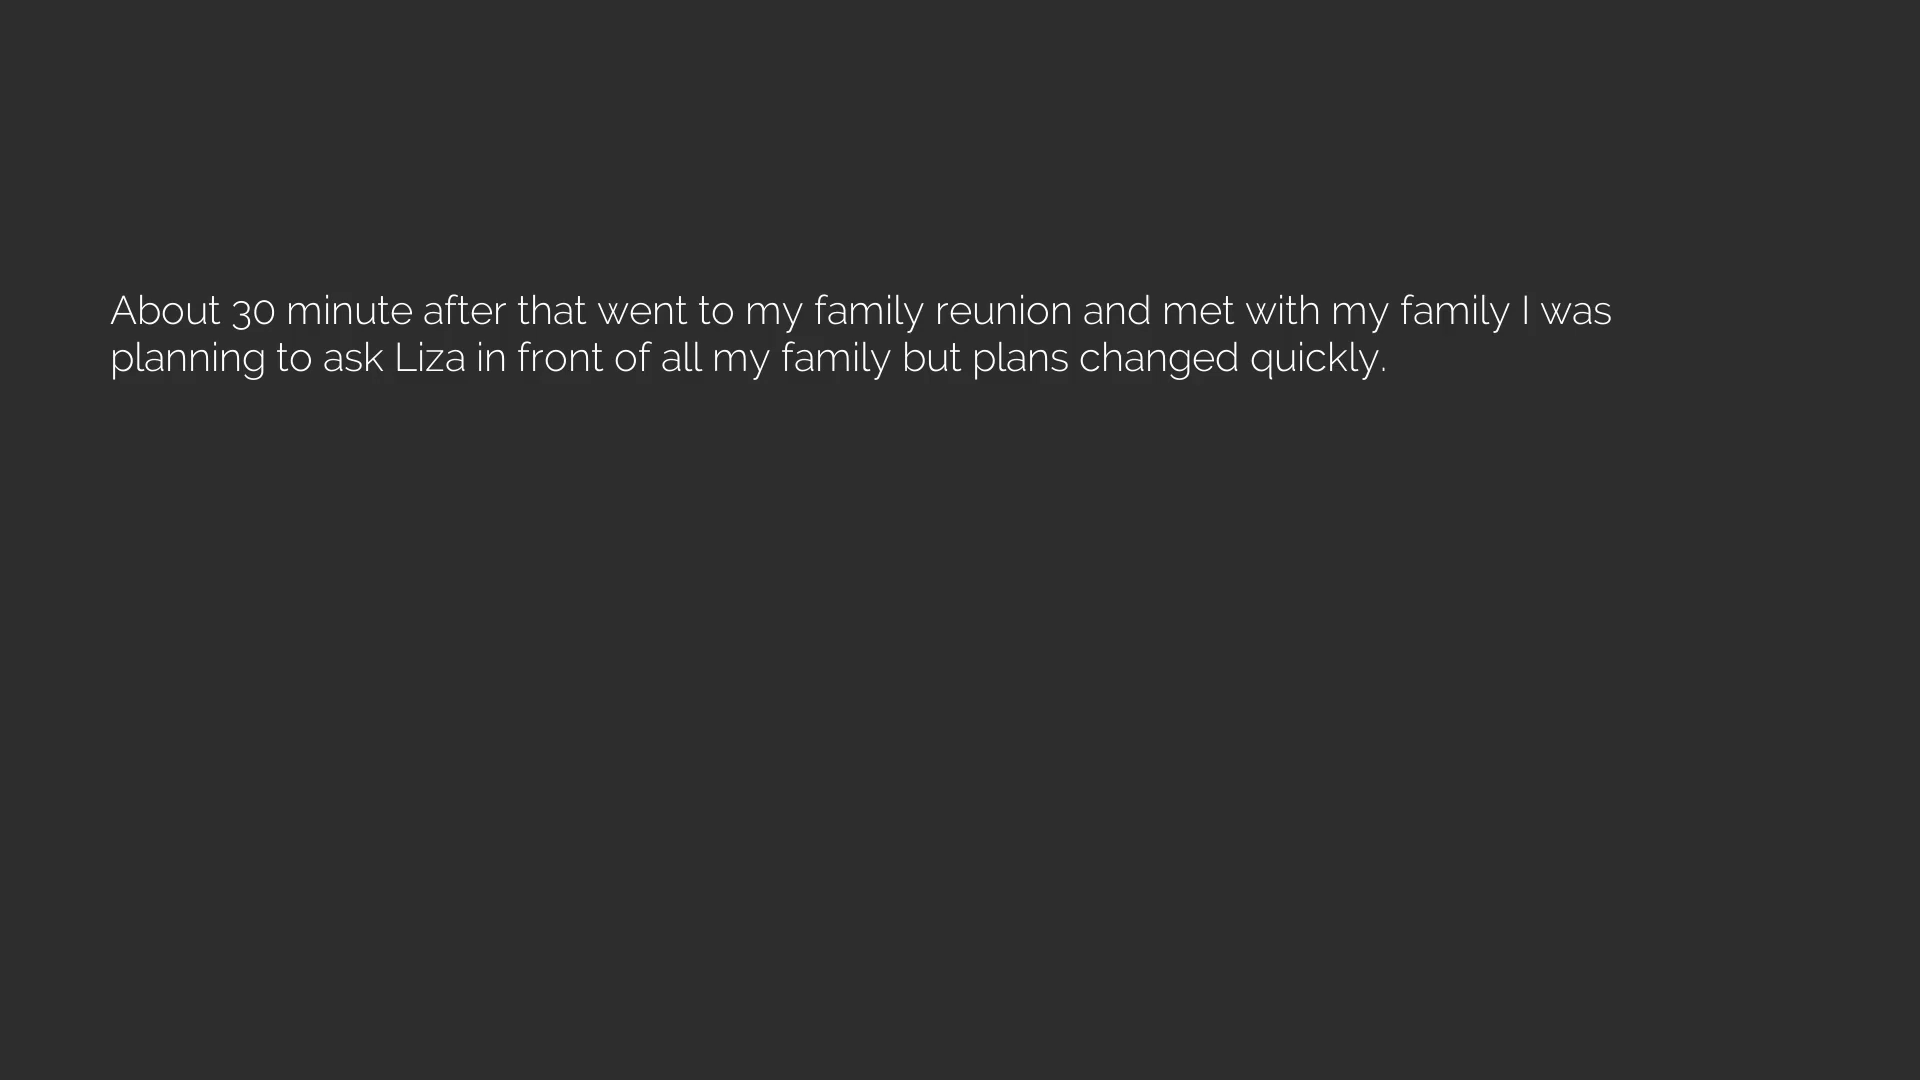 About 30 minute after that went to my family reunion and met with my family I was
planning to ask Liza in front of all my family but plans changed quickly.